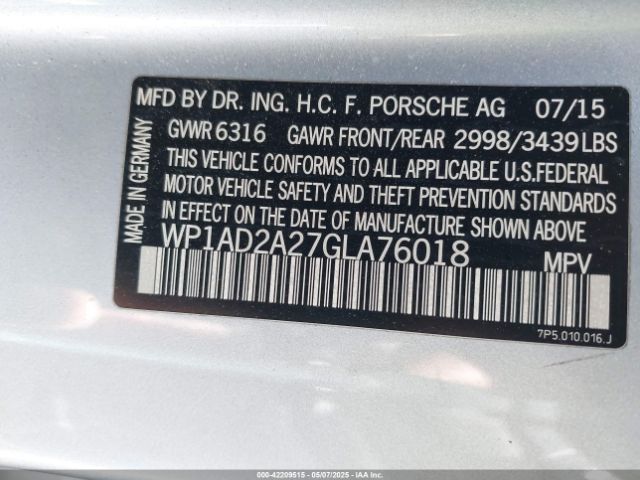 MFD BY DR. ING. H.C. F. PORSCHE AG 07/15
GVWR 6316 GAWR FRONT/REAR 2998/3439 LBS
THIS VEHICLE CONFORMS TO ALL APPLICABLE U.S. FEDERAL
MOTOR VEHICLE SAFETY AND THEFT PREVENTION STANDARDS
IN EFFECT ON THE DATE OF MANUFACTURE SHOWN ABOVE
WP1AD2A27GLA76018 MPV
MADE IN GERMANY
7P5.010.016.J
000-42209515 - 05/07/2025 - IAA Inc.